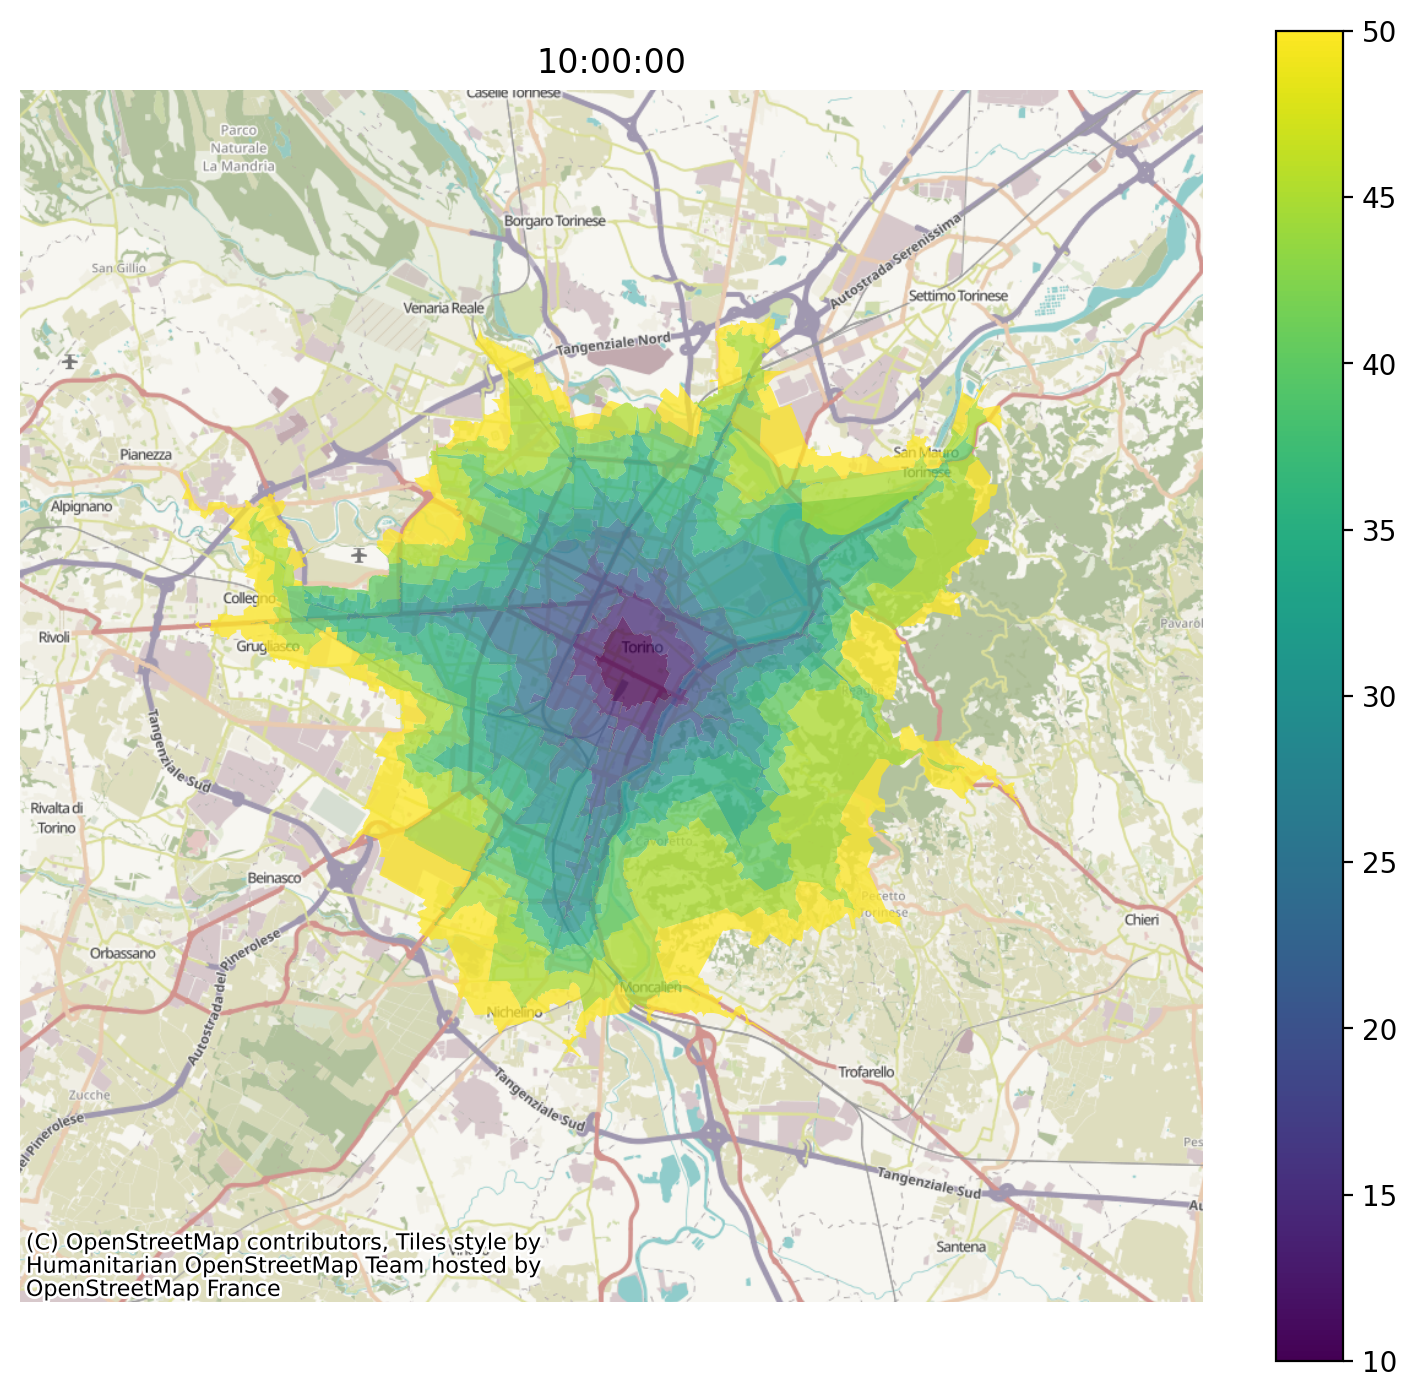 10:00:00
50
45
40
35
30
25
20
15
10
Caselle Torinese
Parco
Naturale
La Mandria
Borgaro Torinese
San Gillio
Venaria Reale
Autostrada Serenissima
Settimo Torinese
Tangenziale Nord
Pianezza
San Mauro
Torinese
Alpignano
Collegno
Rivoli
Grugliasco
Torino
Pavarol
Tangenziale Sud
Rivalta di
Torino
Cavoretto
Beinasco
Pecetto
Torinese
Chieri
Orbassano
Autostrada del Pinerolese
Moncalieri
Nichelino
Trofarello
Zucche
Tangenziale Sud
el Pinerolese
Pes
Tangenziale Sud
Au
Santena
(C) OpenStreetMap contributors, Tiles style by
Humanitarian OpenStreetMap Team hosted by
OpenStreetMap France